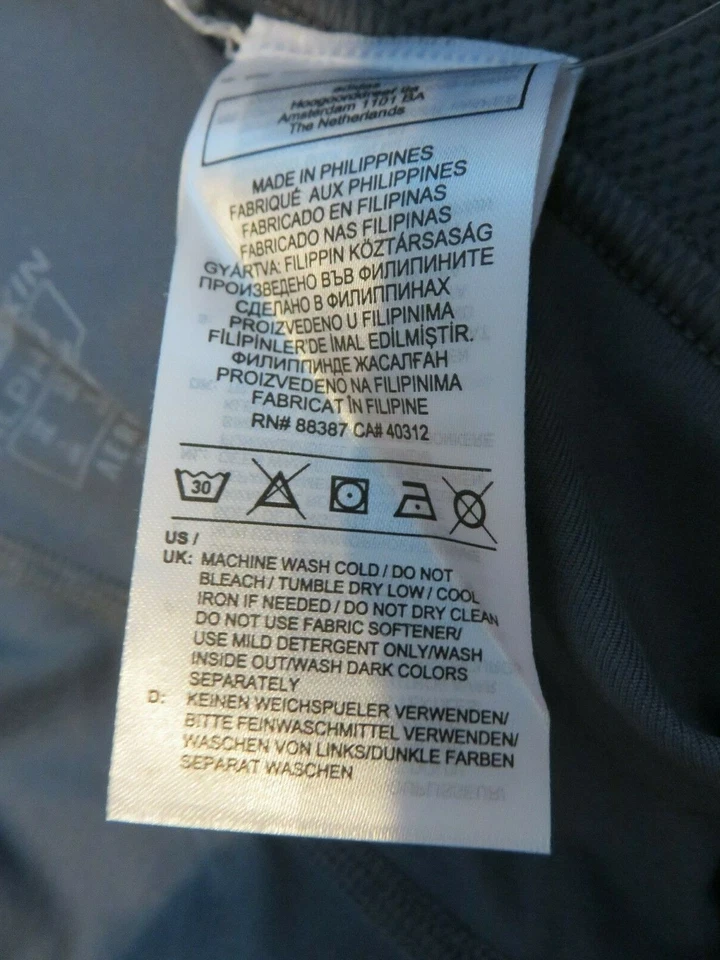 adidas
Hoogoorddreef 9a
Amsterdam 1101 BA
The Netherlands
MADE IN PHILIPPINES
FABRIQUÉ AUX PHILIPPINES
FABRICADO EN FILIPINAS
FABRICADO NAS FILIPINAS
GYÁRTVA: FILIPPIN KÖZTÁRSASÁG
ПРОИЗВЕДЕНО ВЪВ ФИЛИПИНИТЕ
СДЕЛАНО В ФИЛИППИНАХ
PROIZVEDENO U FILIPINIMA
FİLİPİNLER'DE İMAL EDİLMİŞTİR.
ФИЛИППИНДЕ ЖАСАЛҒАН
PROIZVEDENO NA FILIPINIMA
FABRICAT ÎN FILIPINE
RN# 88387 CA# 40312
30
US /
UK: MACHINE WASH COLD / DO NOT
BLEACH / TUMBLE DRY LOW / COOL
IRON IF NEEDED / DO NOT DRY CLEAN
DO NOT USE FABRIC SOFTENER/
USE MILD DETERGENT ONLY/WASH
INSIDE OUT/WASH DARK COLORS
SEPARATELY
D: KEINEN WEICHSPUELER VERWENDEN/
BITTE FEINWASCHMITTEL VERWENDEN/
WASCHEN VON LINKS/DUNKLE FARBEN
SEPARAT WASCHEN